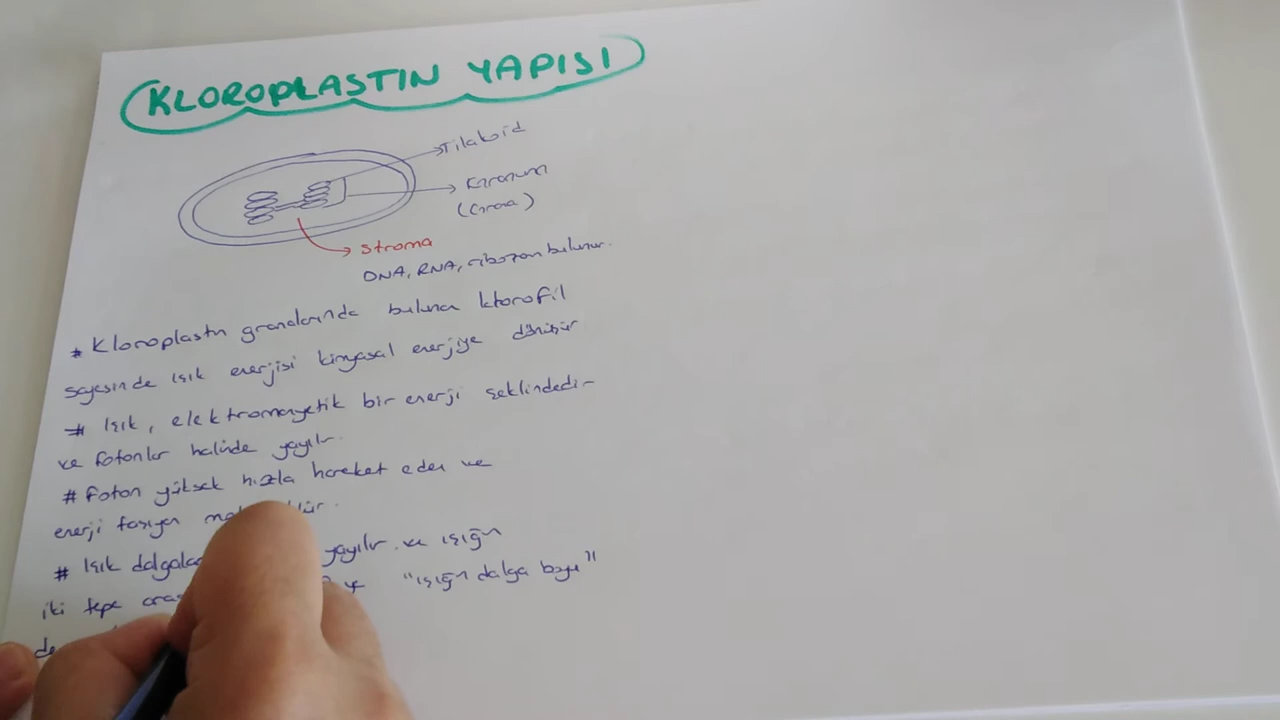 KLOROPLASTIN YAPISI
Tilakoid
Granum
(Grana)
Stroma
DNA, RNA, ribozom bulunur.
* Kloroplastın granalarında bulunan klorofil
sayesinde ışık enerjisi kimyasal enerjiye dönüşür
* Işık, elektromanyetik bir enerji şeklindedir
ve fotonlar halinde yayılır.
# Foton yüksek hızla hareket eden ve
enerji taşıyan
# Işık yayılır. ve ışığın
iki tepe "ışığın dalga boyu"